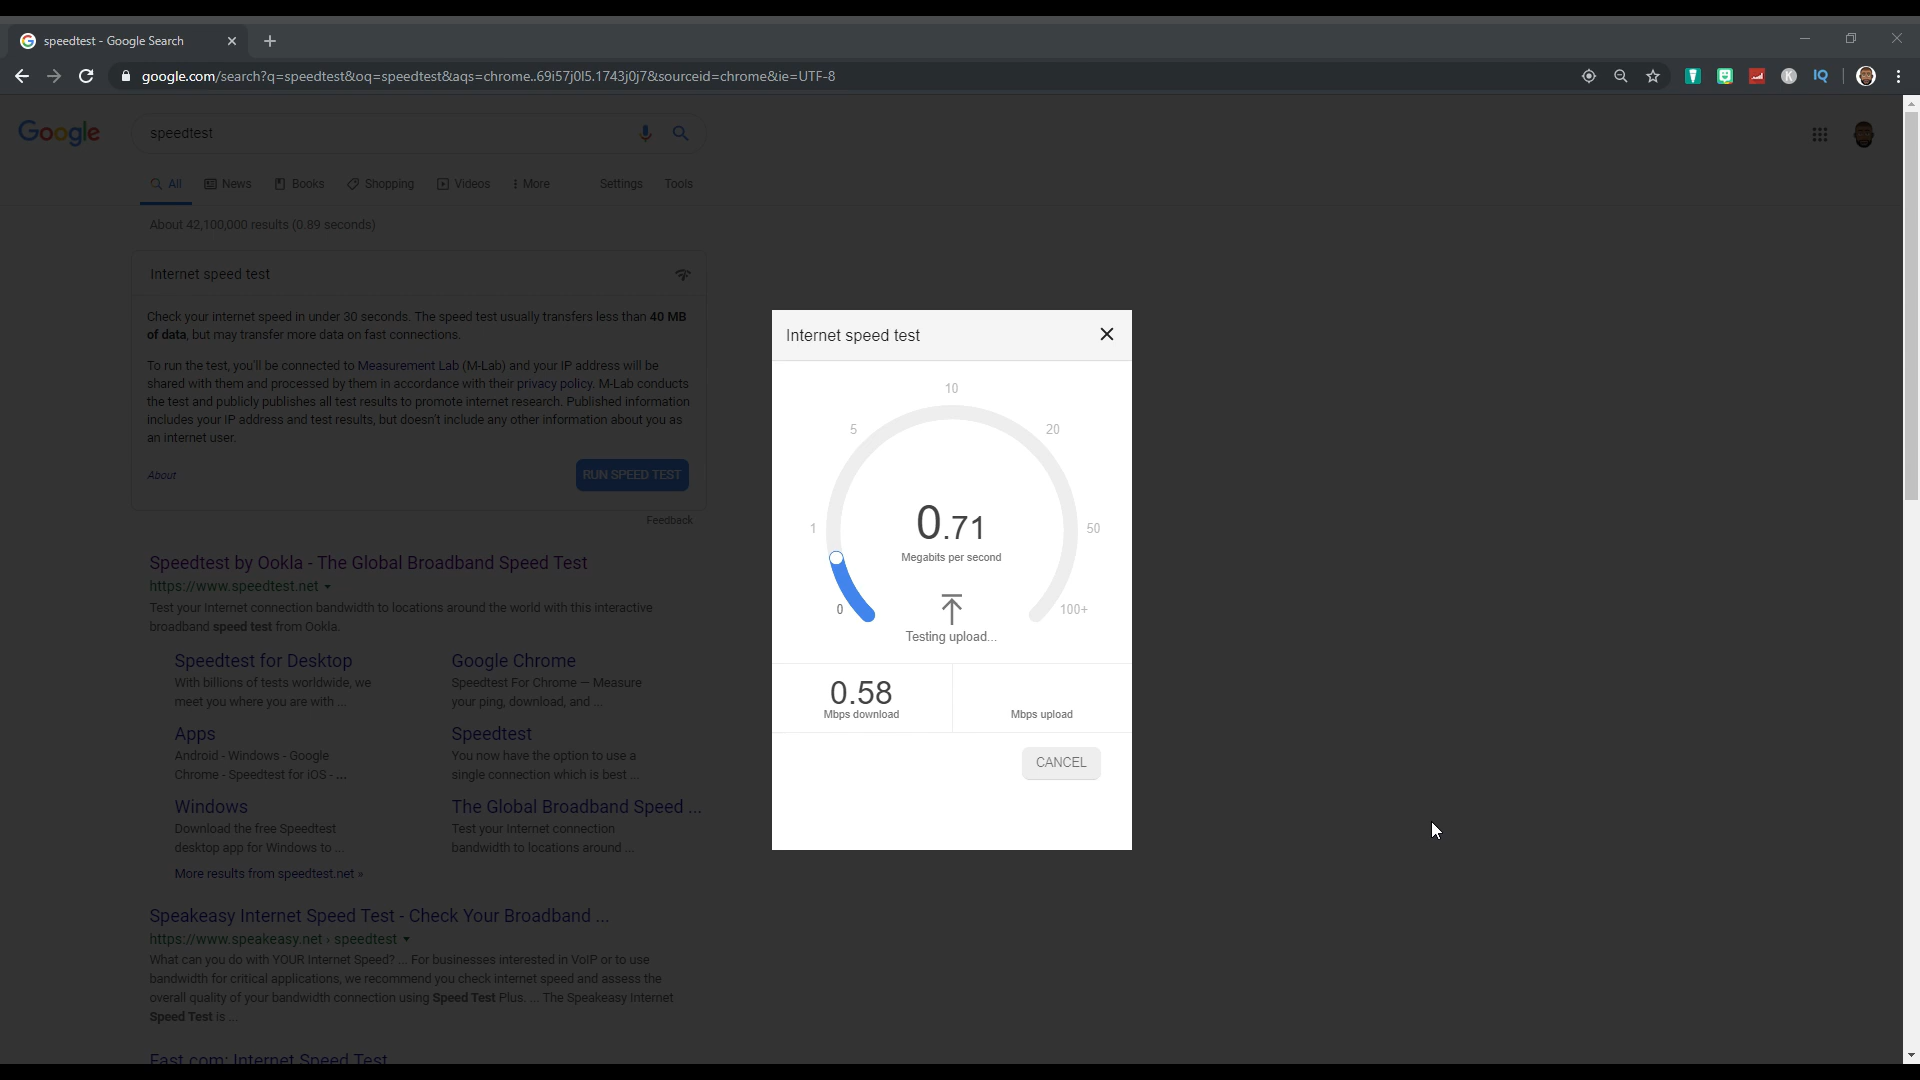 speedtest - Google Search
google.com/search?q=speedtest&oq=speedtest&aqs=chrome..69i57j0l5.1743j0j7&sourceid=chrome&ie=UTF-8
K
IQ
Google
speedtest
All News Books Shopping Videos More Settings Tools
About 42,100,000 results (0.89 seconds)
Internet speed test
Check your internet speed in under 30 seconds. The speed test usually transfers less than 40 MB
of data, but may transfer more data on fast connections.
To run the test, you'll be connected to Measurement Lab (M-Lab) and your IP address will be
shared with them and processed by them in accordance with their privacy policy. M-Lab conducts
the test and publicly publishes all test results to promote internet research. Published information
includes your IP address and test results, but doesn't include any other information about you as
an internet user.
About
RUN SPEED TEST
Feedback
Speedtest by Ookla - The Global Broadband Speed Test
https://www.speedtest.net
Test your Internet connection bandwidth to locations around the world with this interactive
broadband speed test from Ookla.
Speedtest for Desktop
With billions of tests worldwide, we
meet you where you are with ...
Google Chrome
Speedtest For Chrome — Measure
your ping, download, and ...
Apps
Android - Windows - Google
Chrome - Speedtest for iOS - ...
Speedtest
You now have the option to use a
single connection which is best ...
Windows
Download the free Speedtest
desktop app for Windows to ...
The Global Broadband Speed ...
Test your Internet connection
bandwidth to locations around ...
More results from speedtest.net »
Speakeasy Internet Speed Test - Check Your Broadband ...
https://www.speakeasy.net › speedtest
What can you do with YOUR Internet Speed? ... For businesses interested in VoIP or to use
bandwidth for critical applications, we recommend you check internet speed and assess the
overall quality of your bandwidth connection using Speed Test Plus. ... The Speakeasy Internet
Speed Test is ...
Fast.com: Internet Speed Test
Internet speed test
10
5
20
1
50
0
100+
0.71
Megabits per second
Testing upload...
0.58
Mbps download
Mbps upload
CANCEL